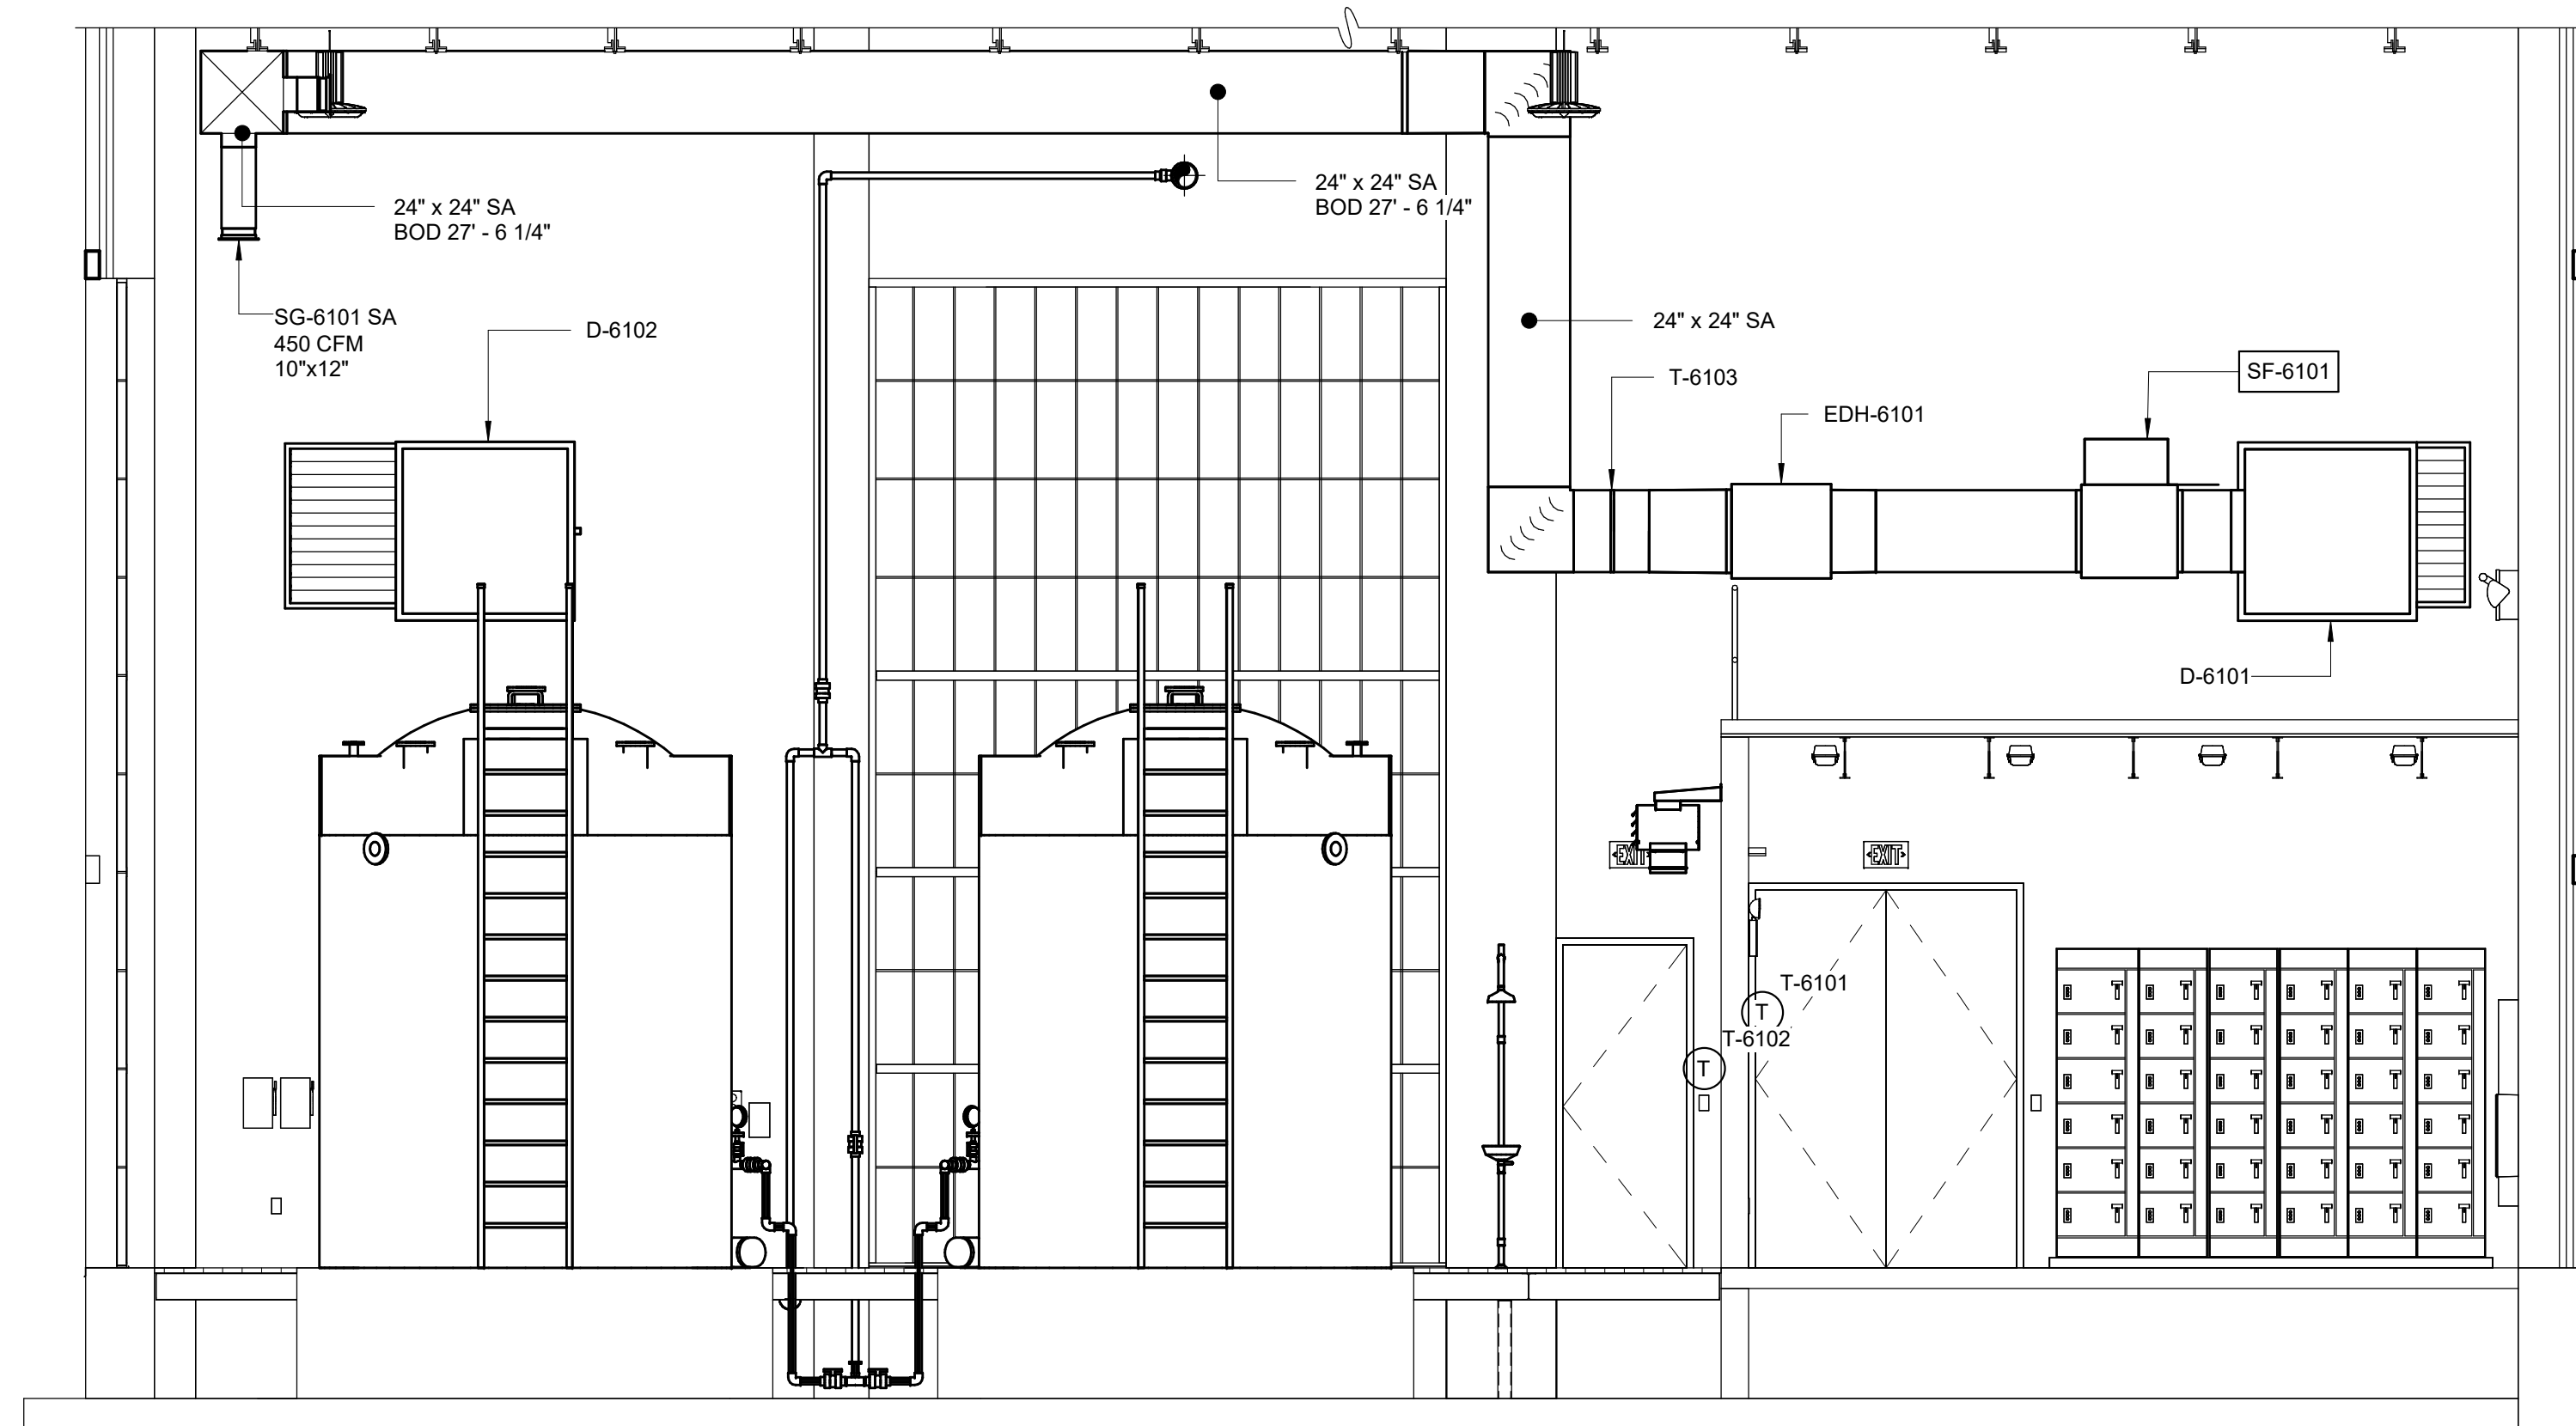 24" x 24" SA
BOD 27' - 6 1/4"
24" x 24" SA
BOD 27' - 6 1/4"
SG-6101 SA
450 CFM
10"x12"
D-6102
24" x 24" SA
T-6103
EDH-6101
SF-6101
D-6101
EXIT
EXIT
T-6101
T
T-6102
T